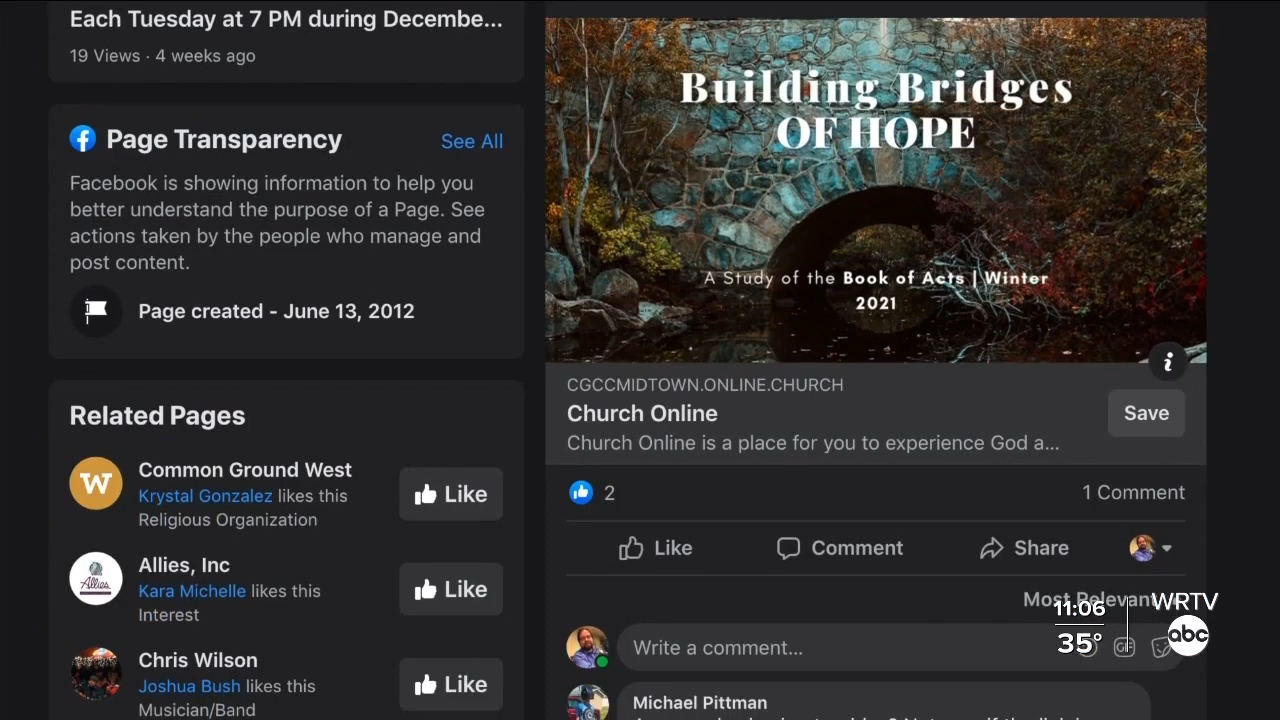 Each Tuesday at 7 PM during Decembe...
19 Views · 4 weeks ago
Page Transparency
See All
Facebook is showing information to help you
better understand the purpose of a Page. See
actions taken by the people who manage and
post content.
Page created - June 13, 2012
Related Pages
W
Common Ground West
Krystal Gonzalez likes this
Religious Organization
Like
Allies
Allies, Inc
Kara Michelle likes this
Interest
Like
Chris Wilson
Joshua Bush likes this
Musician/Band
Like
Building Bridges
OF HOPE
A Study of the Book of Acts | Winter
2021
CGCCMIDTOWN.ONLINE.CHURCH
Church Online
Church Online is a place for you to experience God a...
Save
2
1 Comment
Like
Comment
Share
Most Relevant
Write a comment...
GIF
Michael Pittman
11:06
35°
WRTV
abc